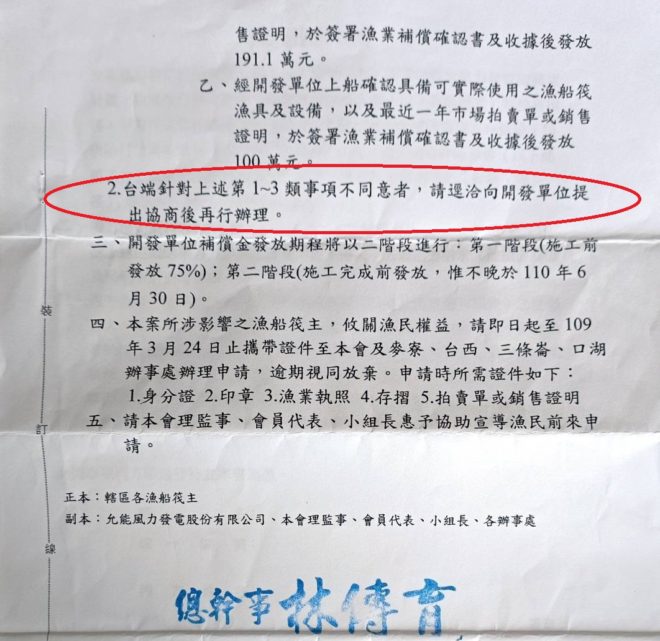 售證明，於簽署漁業補償確認書及收據後發放
191.1 萬元。
乙、經開發單位上船確認具備可實際使用之漁船筏
漁具及設備，以及最近一年市場拍賣單或銷售
證明，於簽署漁業補償確認書及收據後發放
100 萬元。
2.台端針對上述第 1~3 類事項不同意者，請逕洽向開發單位提
出協商後再行辦理。
三、開發單位補償金發放期程將以二階段進行：第一階段(施工前
發放 75%)；第二階段(施工完成前發放，惟不晚於 110 年 6
月 30 日)。
四、本案所涉影響之漁船筏主，攸關漁民權益，請即日起至 109
年 3 月 24 日止攜帶證件至本會及麥寮、台西、三條崙、口湖
辦事處辦理申請，逾期視同放棄。申請時所需證件如下：
1.身分證 2.印章 3.漁業執照 4.存摺 5.拍賣單或銷售證明
五、請本會理監事、會員代表、小組長惠予協助宣導漁民前來申
請。
正本：轄區各漁船筏主
副本：允能風力發電股份有限公司、本會理監事、會員代表、小組長、各辦事處
總幹事 林傳育
裝
訂
線